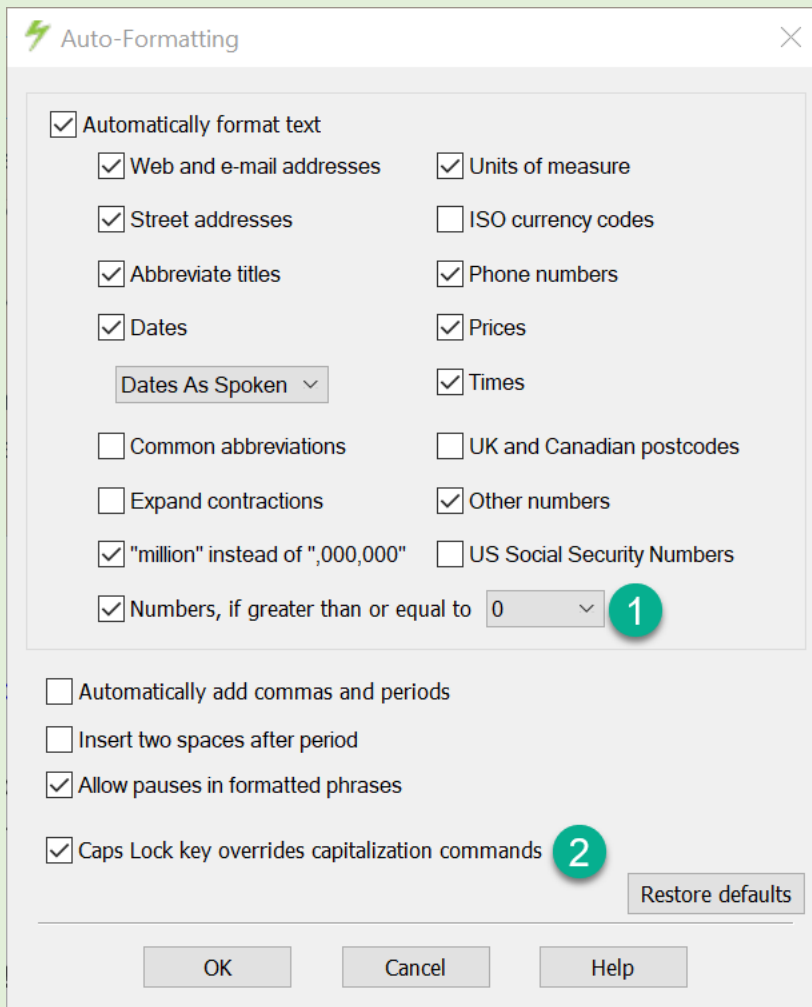 Auto-Formatting
Automatically format text
Web and e-mail addresses
Units of measure
Street addresses
ISO currency codes
Abbreviate titles
Phone numbers
Dates
Prices
Dates As Spoken
Times
Common abbreviations
UK and Canadian postcodes
Expand contractions
Other numbers
"million" instead of ",000,000"
US Social Security Numbers
Numbers, if greater than or equal to 0 1
Automatically add commas and periods
Insert two spaces after period
Allow pauses in formatted phrases
Caps Lock key overrides capitalization commands 2
Restore defaults
OK Cancel Help